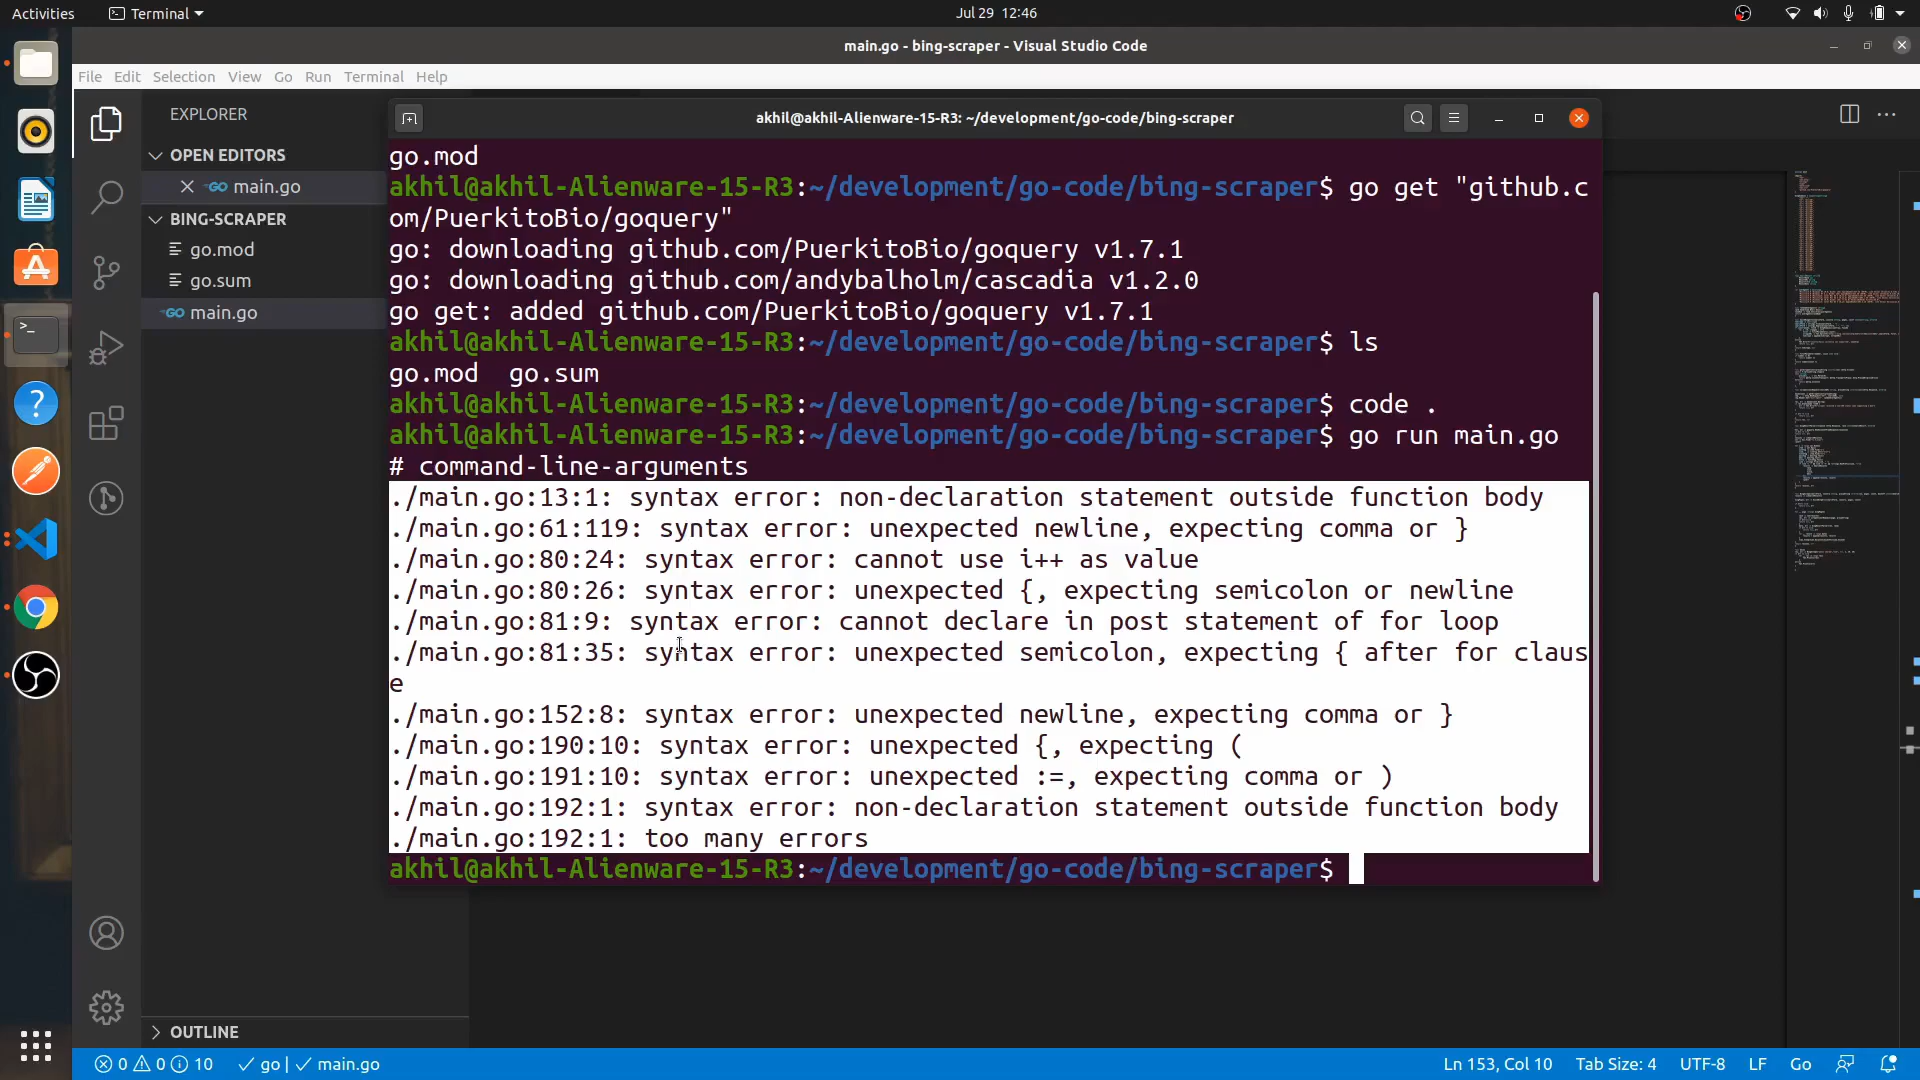 Activities
Terminal
Jul 29 12:46
main.go - bing-scraper - Visual Studio Code
File Edit Selection View Go Run Terminal Help
EXPLORER
OPEN EDITORS
main.go
BING-SCRAPER
go.mod
go.sum
main.go
akhil@akhil-Alienware-15-R3: ~/development/go-code/bing-scraper
go.mod
akhil@akhil-Alienware-15-R3:~/development/go-code/bing-scraper$ go get "github.c
om/PuerkitoBio/goquery"
go: downloading github.com/PuerkitoBio/goquery v1.7.1
go: downloading github.com/andybalholm/cascadia v1.2.0
go get: added github.com/PuerkitoBio/goquery v1.7.1
akhil@akhil-Alienware-15-R3:~/development/go-code/bing-scraper$ ls
go.mod  go.sum
akhil@akhil-Alienware-15-R3:~/development/go-code/bing-scraper$ code .
akhil@akhil-Alienware-15-R3:~/development/go-code/bing-scraper$ go run main.go
# command-line-arguments
./main.go:13:1: syntax error: non-declaration statement outside function body
./main.go:61:119: syntax error: unexpected newline, expecting comma or }
./main.go:80:24: syntax error: cannot use i++ as value
./main.go:80:26: syntax error: unexpected {, expecting semicolon or newline
./main.go:81:9: syntax error: cannot declare in post statement of for loop
./main.go:81:35: syntax error: unexpected semicolon, expecting { after for claus
e
./main.go:152:8: syntax error: unexpected newline, expecting comma or }
./main.go:190:10: syntax error: unexpected {, expecting (
./main.go:191:10: syntax error: unexpected :=, expecting comma or )
./main.go:192:1: syntax error: non-declaration statement outside function body
./main.go:192:1: too many errors
akhil@akhil-Alienware-15-R3:~/development/go-code/bing-scraper$
OUTLINE
0 0 10 go | main.go
Ln 153, Col 10 Tab Size: 4 UTF-8 LF Go